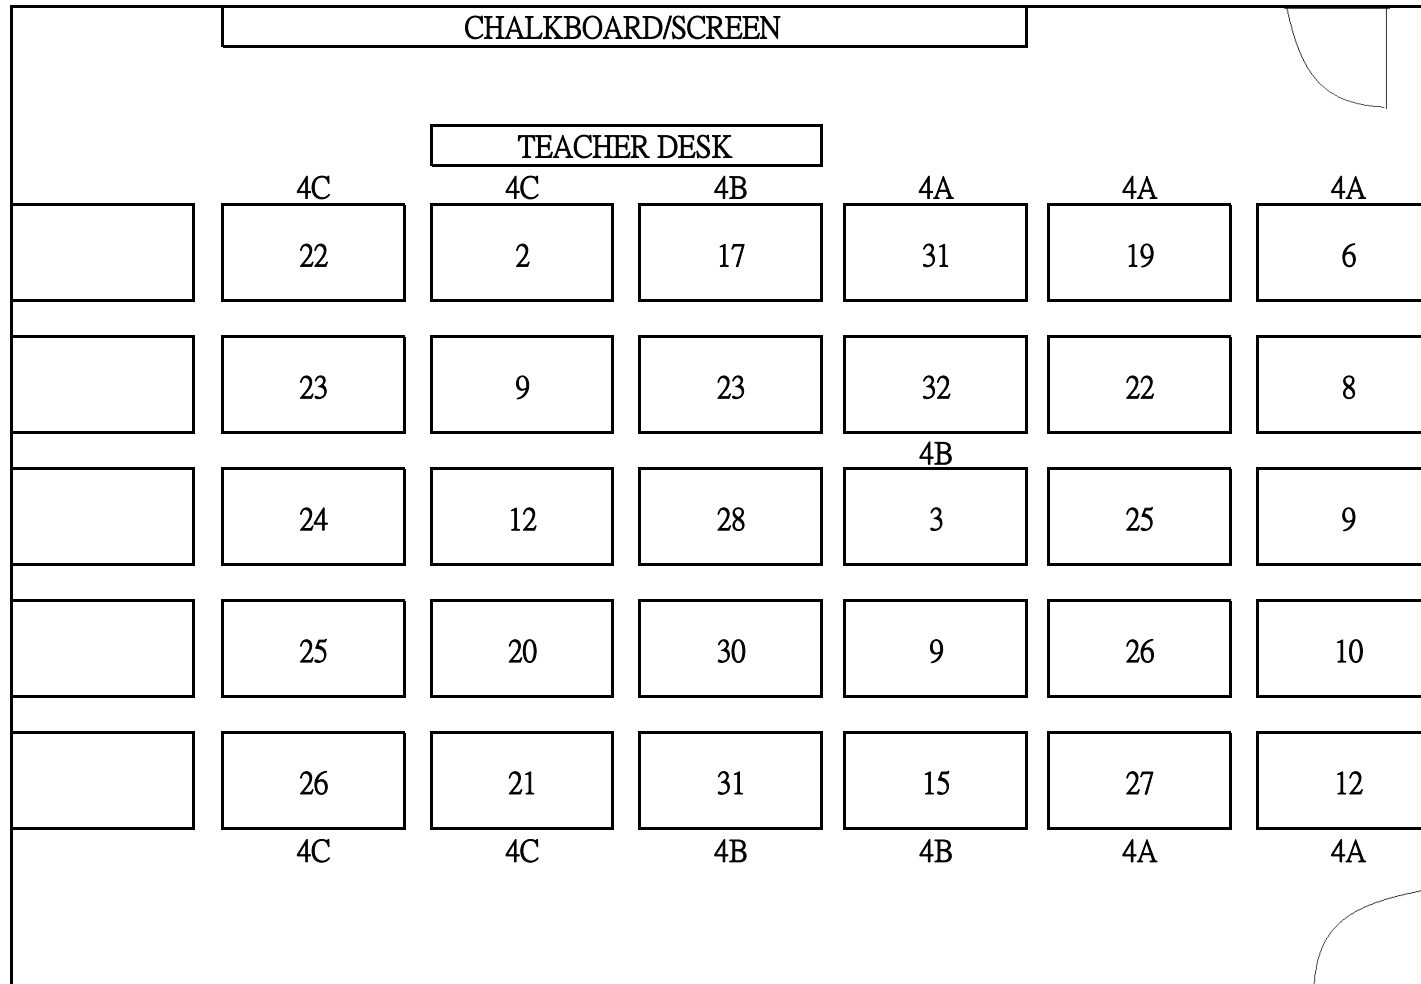 CHALKBOARD/SCREEN
TEACHER DESK
4C 4C 4B 4A 4A 4A
22 2 17 31 19 6
23 9 23 32 22 8
4B
24 12 28 3 25 9
25 20 30 9 26 10
26 21 31 15 27 12
4C 4C 4B 4B 4A 4A